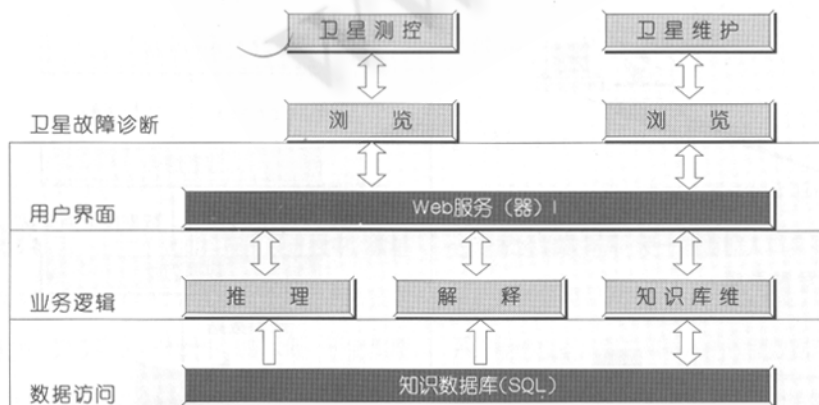 卫星测控
卫星维护
卫星故障诊断
浏 览
浏 览
用户界面
Web服务（器）I
业务逻辑
推 理
解 释
知识库维
数据访问
知识数据库(SQL)